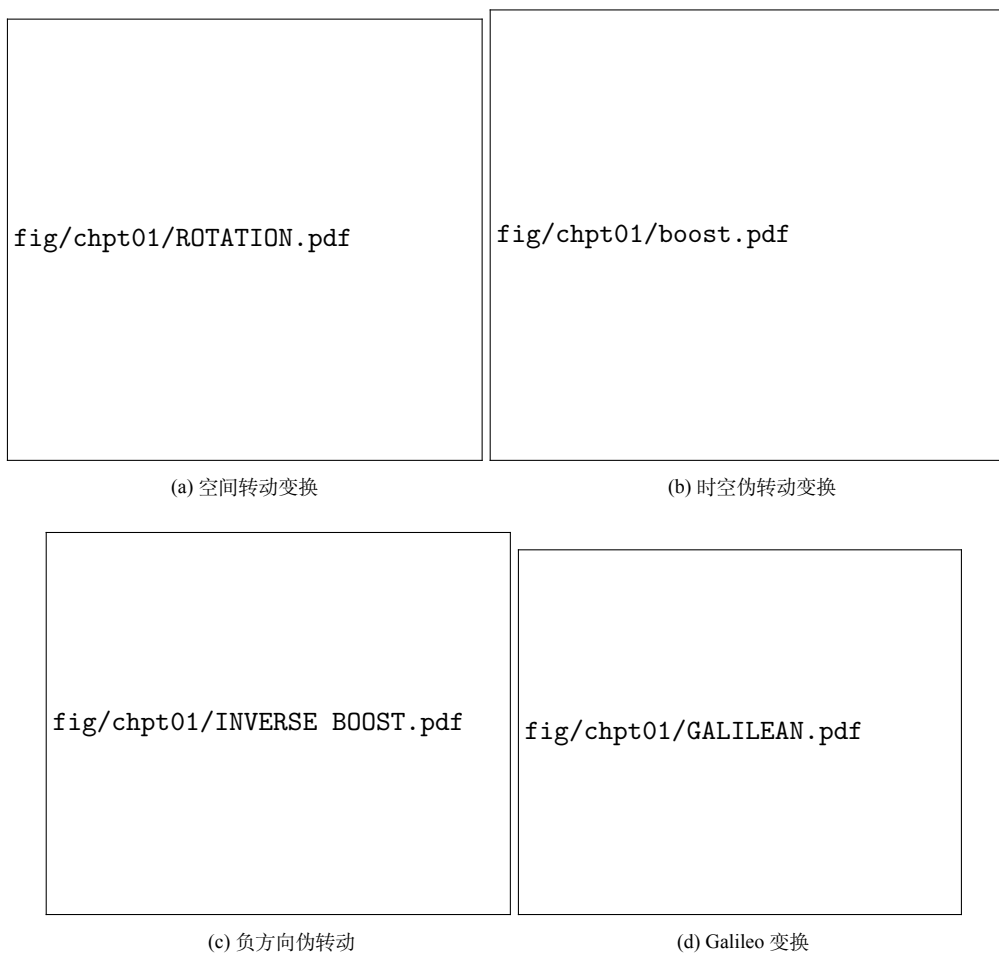 fig/chpt01/ROTATION.pdf
fig/chpt01/boost.pdf
(a) 空间转动变换
(b) 时空伪转动变换
fig/chpt01/INVERSE BOOST.pdf
fig/chpt01/GALILEAN.pdf
(c) 负方向伪转动
(d) Galileo 变换